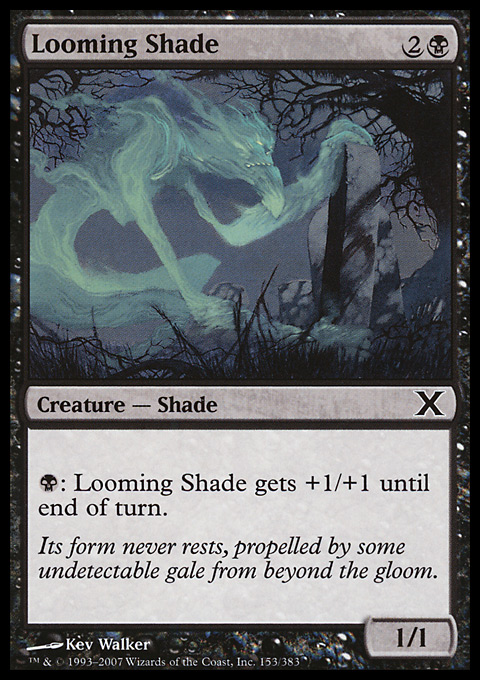 Looming Shade 2
Creature — Shade
X
: Looming Shade gets +1/+1 until
end of turn.
Its form never rests, propelled by some
undetectable gale from beyond the gloom.
Kev Walker
1/1
™ & © 1993–2007 Wizards of the Coast, Inc. 153/383